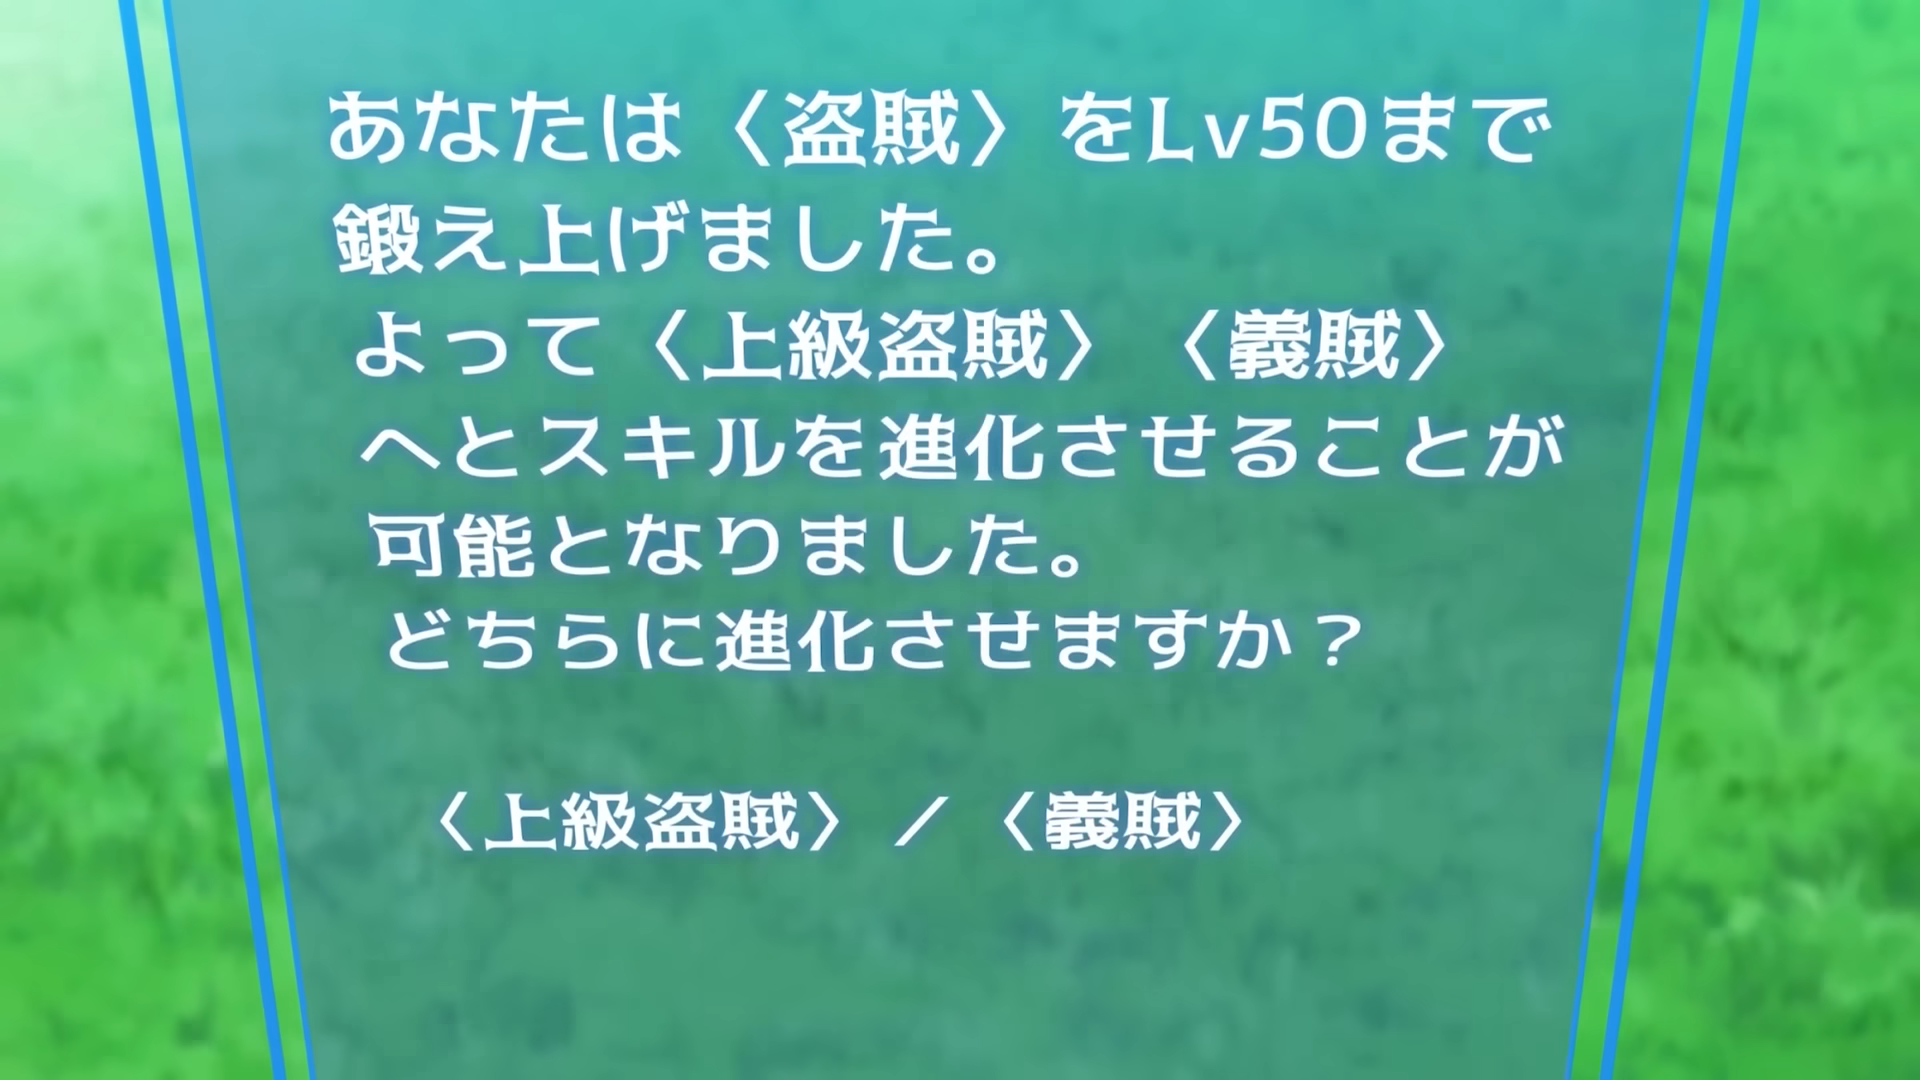 あなたは〈盗賊〉をLv50まで
鍛え上げました。
よって〈上級盗賊〉〈義賊〉
へとスキルを進化させることが
可能となりました。
どちらに進化させますか？
〈上級盗賊〉／〈義賊〉